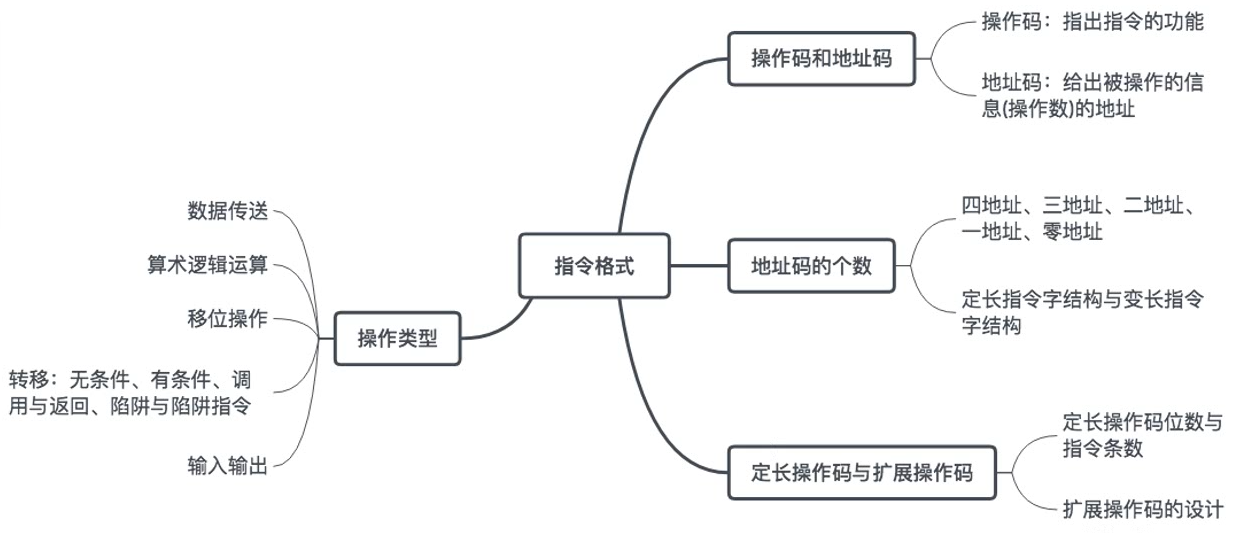 指令格式
操作码和地址码
操作码：指出指令的功能
地址码：给出被操作的信
息(操作数)的地址
地址码的个数
四地址、三地址、二地址、
一地址、零地址
定长指令字结构与变长指令
字结构
定长操作码与扩展操作码
定长操作码位数与
指令条数
扩展操作码的设计
操作类型
数据传送
算术逻辑运算
移位操作
转移：无条件、有条件、调
用与返回、陷阱与陷阱指令
输入输出